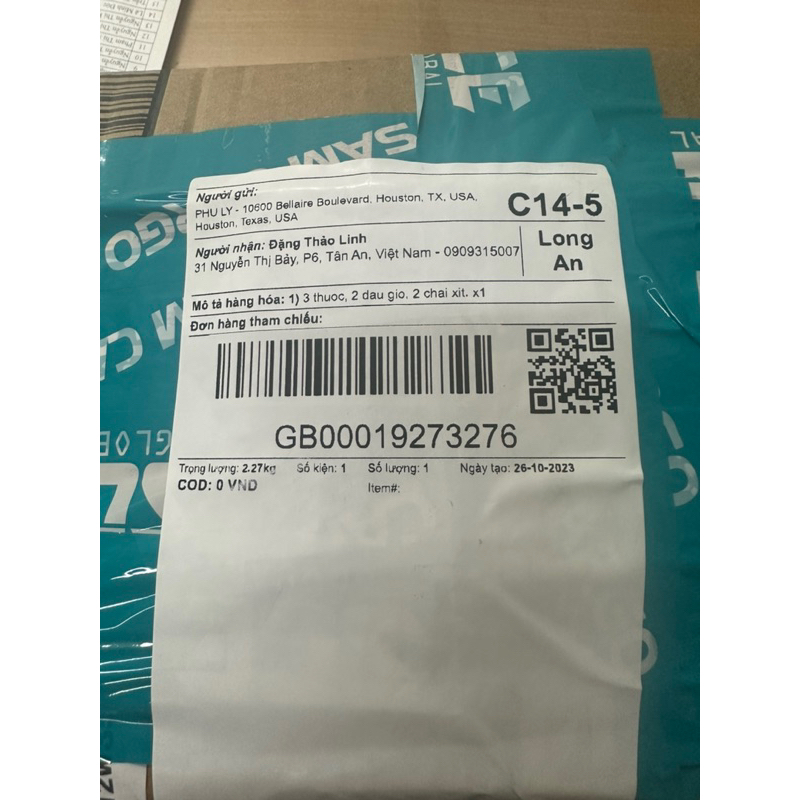 Người gửi:
PHU LY - 10600 Bellaire Boulevard, Houston, TX, USA,
Houston, Texas, USA
C14-5
Người nhận: Đặng Thảo Linh
31 Nguyễn Thị Bảy, P6, Tân An, Việt Nam - 0909315007
Long
An
Mô tả hàng hóa: 1) 3 thuoc, 2 dau gio, 2 chai xit. x1
Đơn hàng tham chiếu:
GB00019273276
Trọng lượng: 2.27kg Số kiện: 1 Số lượng: 1 Ngày tạo: 26-10-2023
COD: 0 VND
Item#: